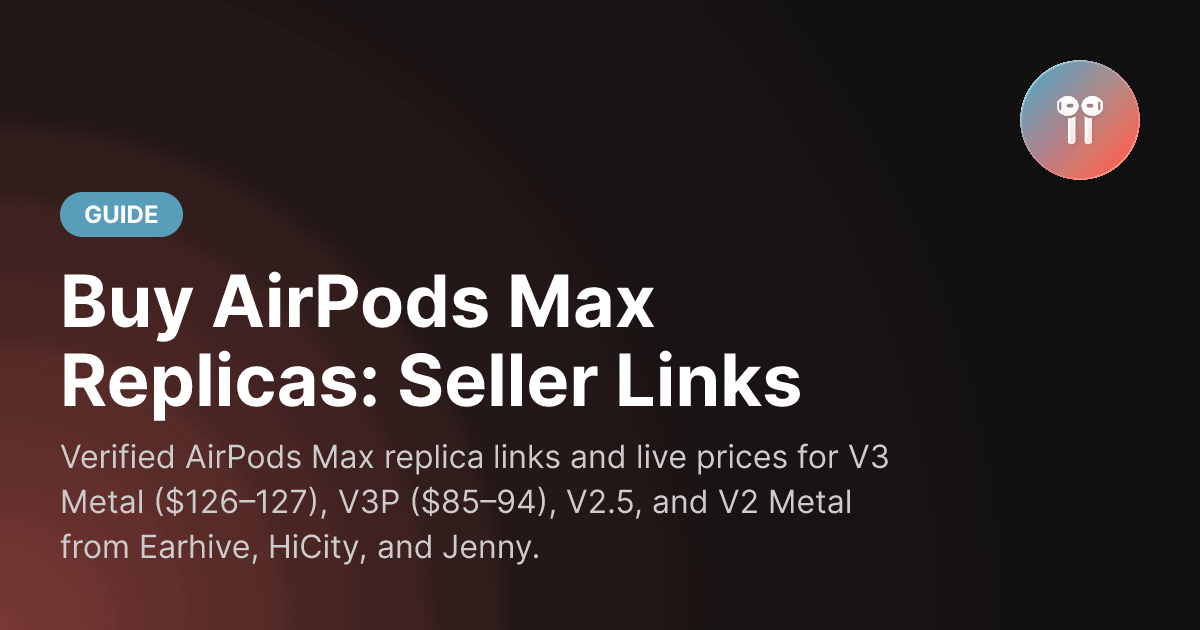 GUIDE
Buy AirPods Max
Replicas: Seller Links
Verified AirPods Max replica links and live prices for V3
Metal ($126–127), V3P ($85–94), V2.5, and V2 Metal
from Earhive, HiCity, and Jenny.